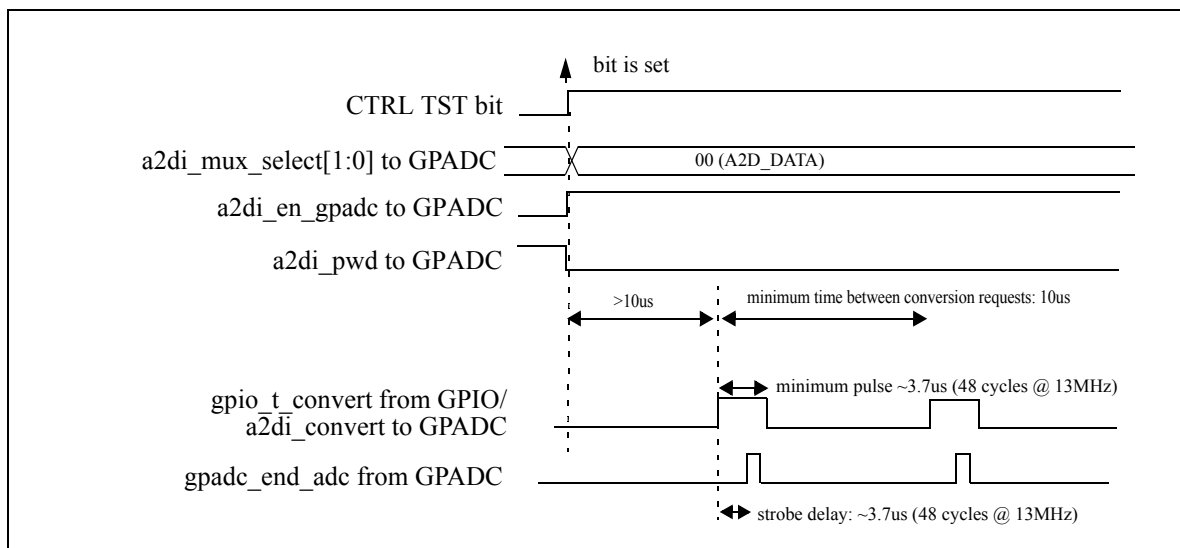 bit is set
CTRL TST bit
a2di_mux_select[1:0] to GPADC
00 (A2D_DATA)
a2di_en_gpadc to GPADC
a2di_pwd to GPADC
>10us
minimum time between conversion requests: 10us
minimum pulse ~3.7us (48 cycles @ 13MHz)
gpio_t_convert from GPIO/
a2di_convert to GPADC
gpadc_end_adc from GPADC
strobe delay: ~3.7us (48 cycles @ 13MHz)